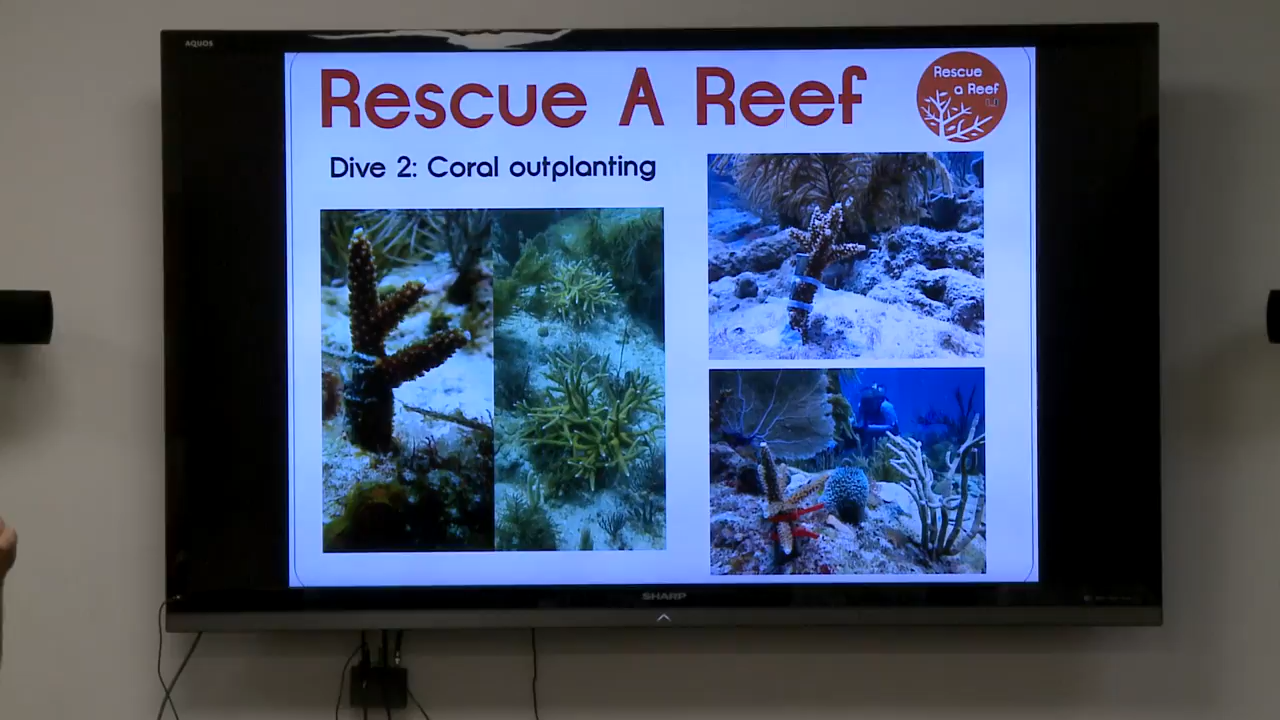 AQUOS
Rescue A Reef
Rescue
a Reef
Dive 2: Coral outplanting
SHARP